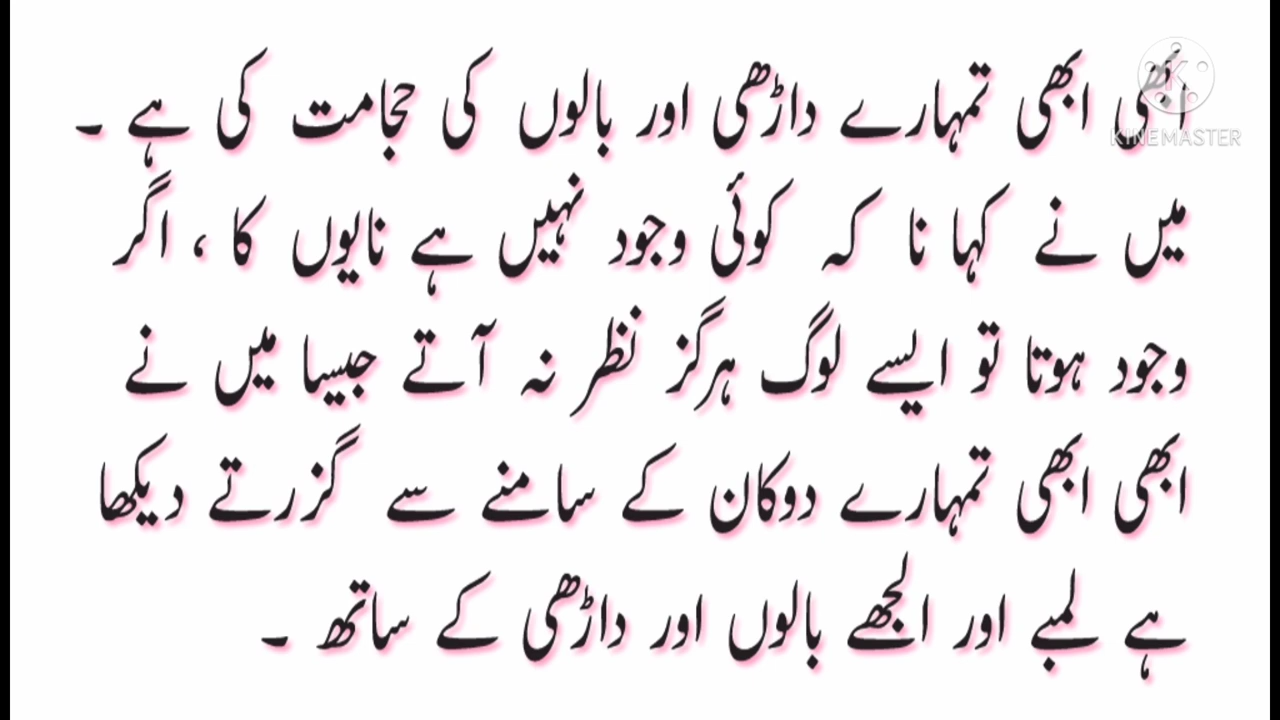 ابھی ابھی تمہارے داڑھی اور بالوں کی حجامت کی ہے ۔
میں نے کہا نا کہ کوئی وجود نہیں ہے نایوں کا ، اگر
وجود ہوتا تو ایسے لوگ ہرگز نظر نہ آتے جیسا میں نے
ابھی ابھی تمہارے دوکان کے سامنے سے گزرتے دیکھا
ہے لمبے اور الجھے بالوں اور داڑھی کے ساتھ ۔
KINEMASTER